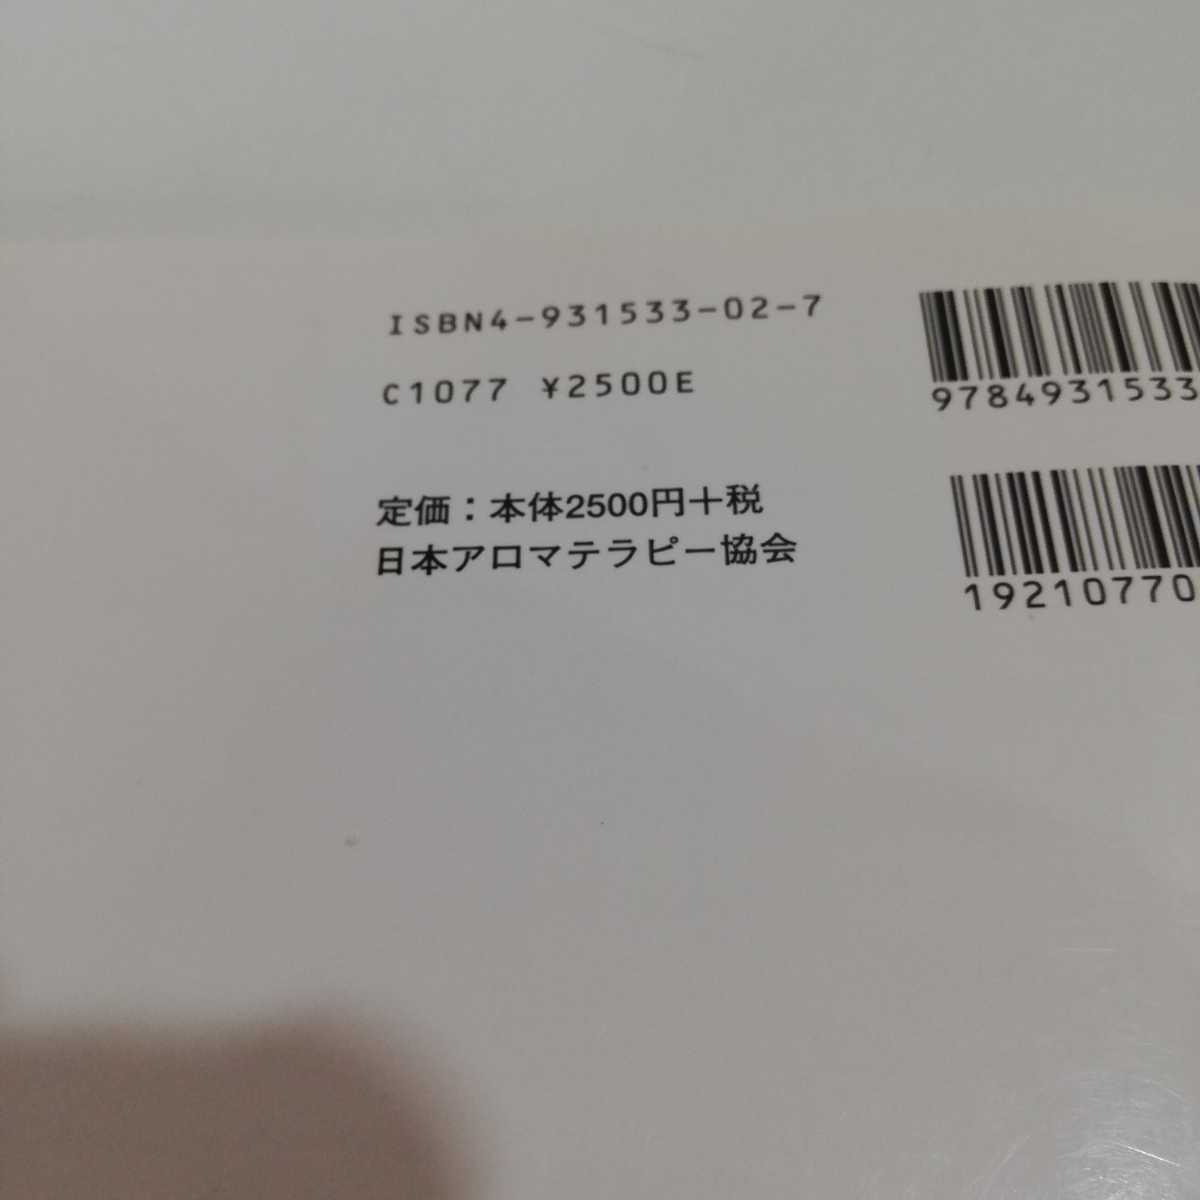 ISBN4-931533-02-7
C1077 ¥2500E
定価：本体2500円＋税
日本アロマテラピー協会
9784931533
19210770